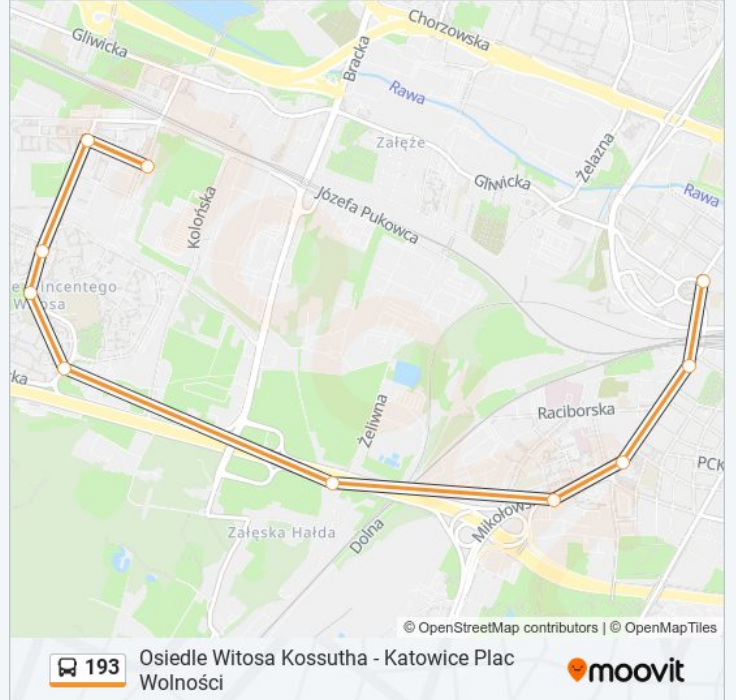 Chorzowska
Gliwicka
Bracka
Rawa
Załęże
Żelazna
Gliwicka
Rawa
Józefa Pukowca
Kolońska
Wincentego
Witosa
Raciborska
Żeliwna
PCK
Mikołows
Załęska Hałda
Dolna
© OpenStreetMap contributors | © OpenMapTiles
193
Osiedle Witosa Kossutha - Katowice Plac
Wolności
moovit